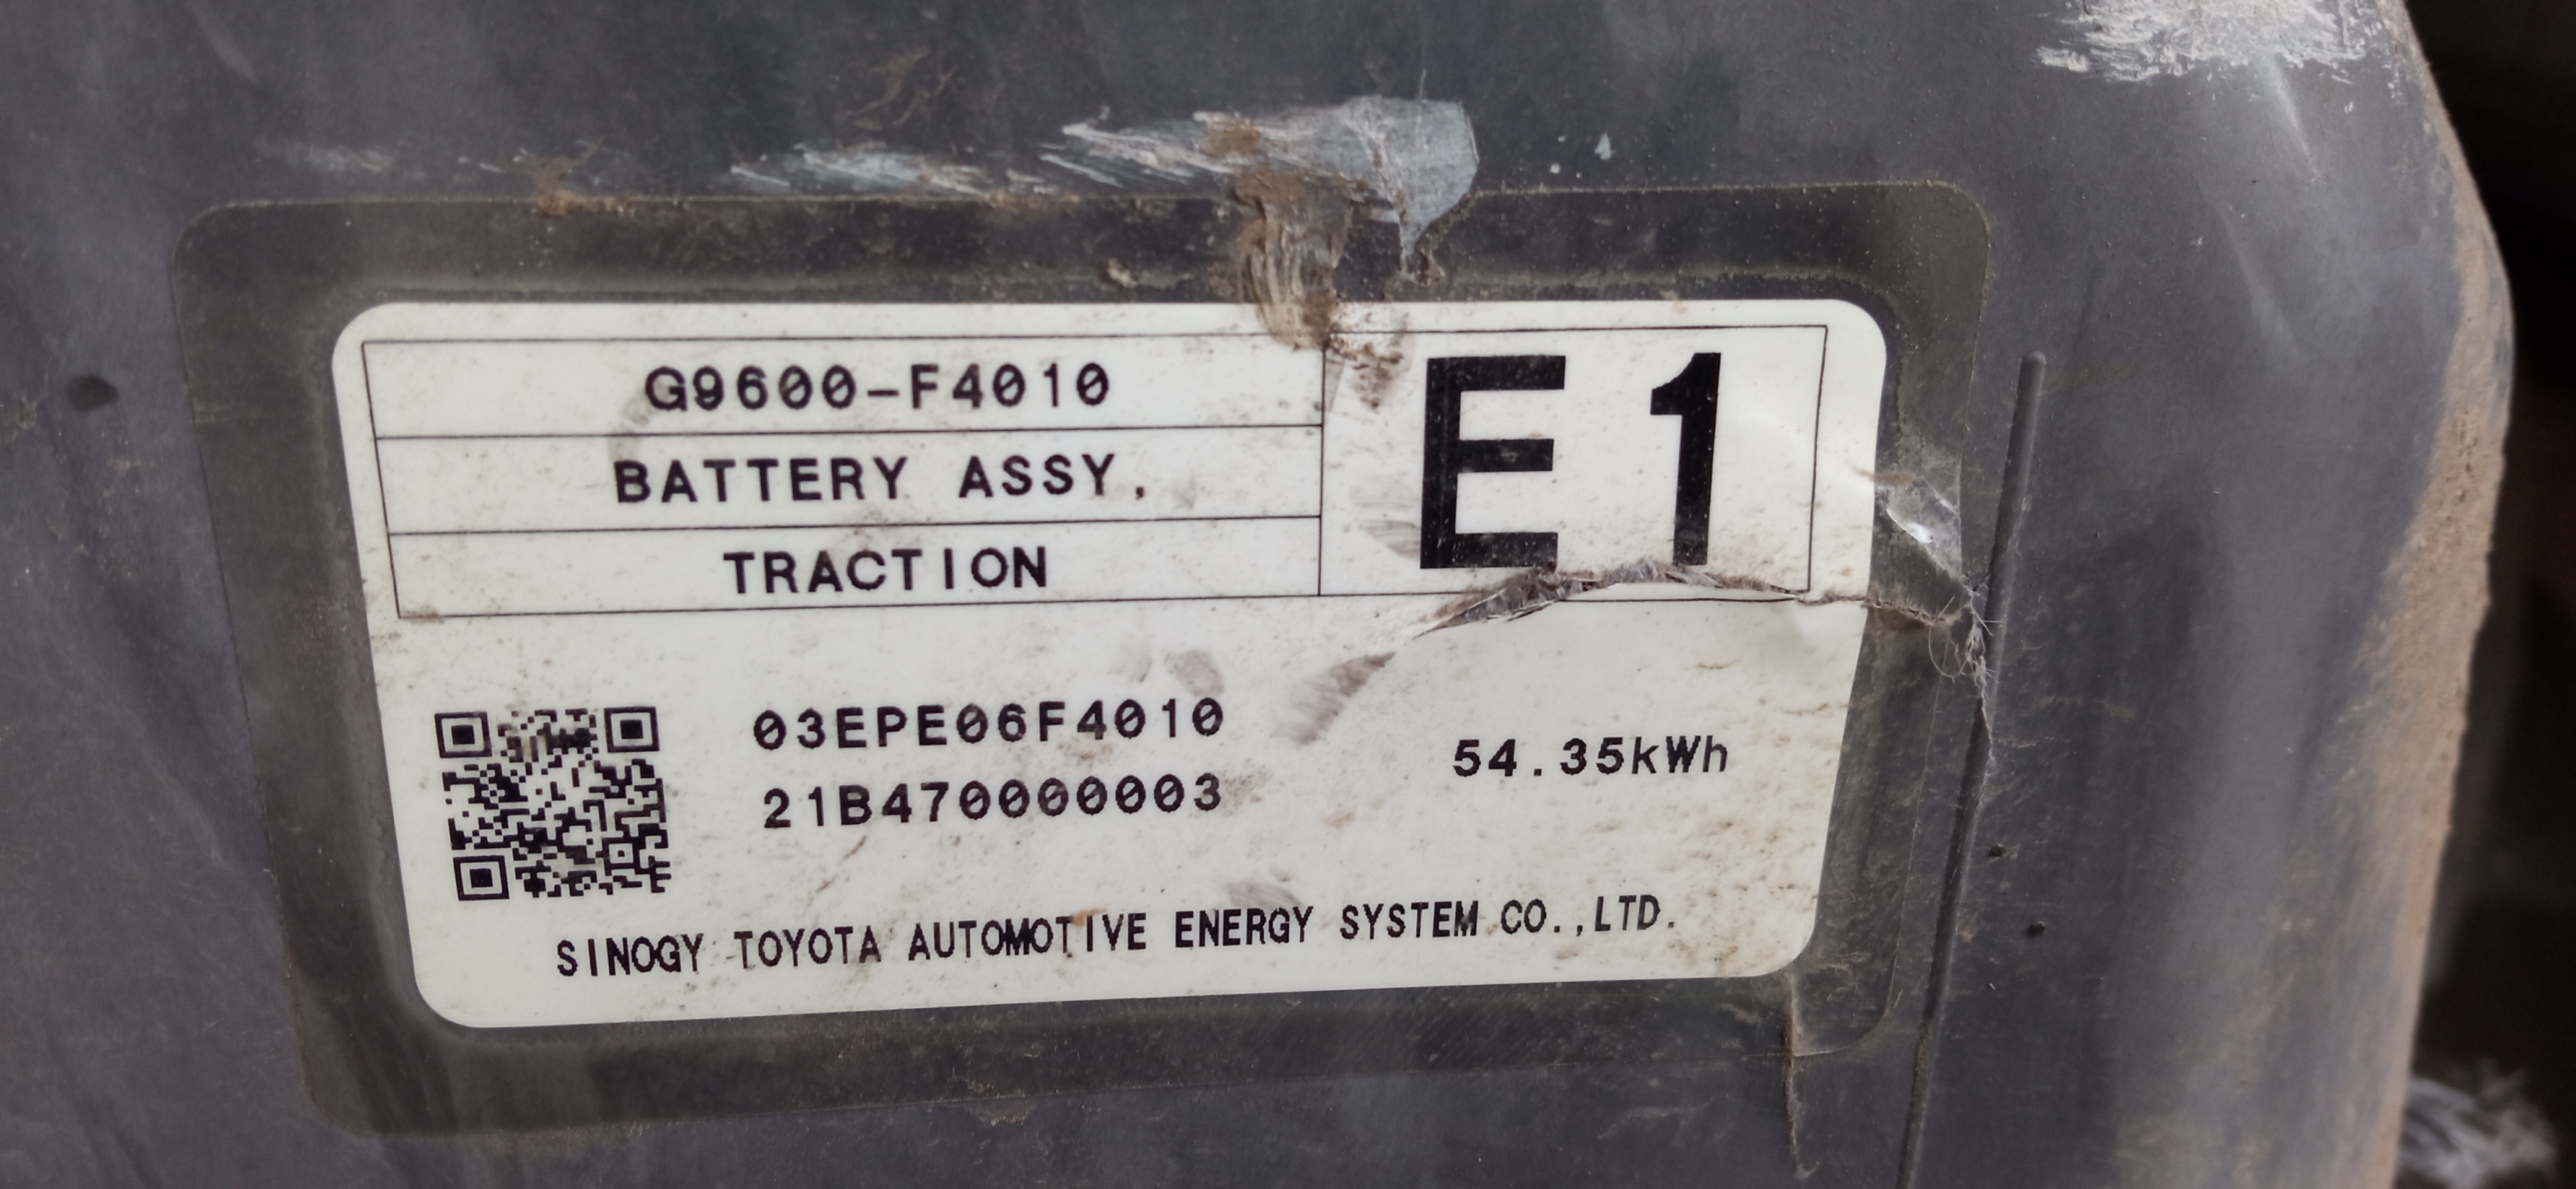 G9600-F4010
BATTERY ASSY,
TRACTION
E1
03EPE06F4010
21B470000003
54.35kWh
SINOGY TOYOTA AUTOMOTIVE ENERGY SYSTEM CO.,LTD.